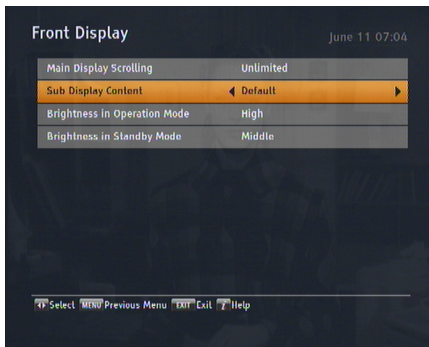 Front Display
June 11 07:04
Main Display Scrolling Unlimited
Sub Display Content Default
Brightness in Operation Mode High
Brightness in Standby Mode Middle
Select MENU Previous Menu EXIT Exit ? Help